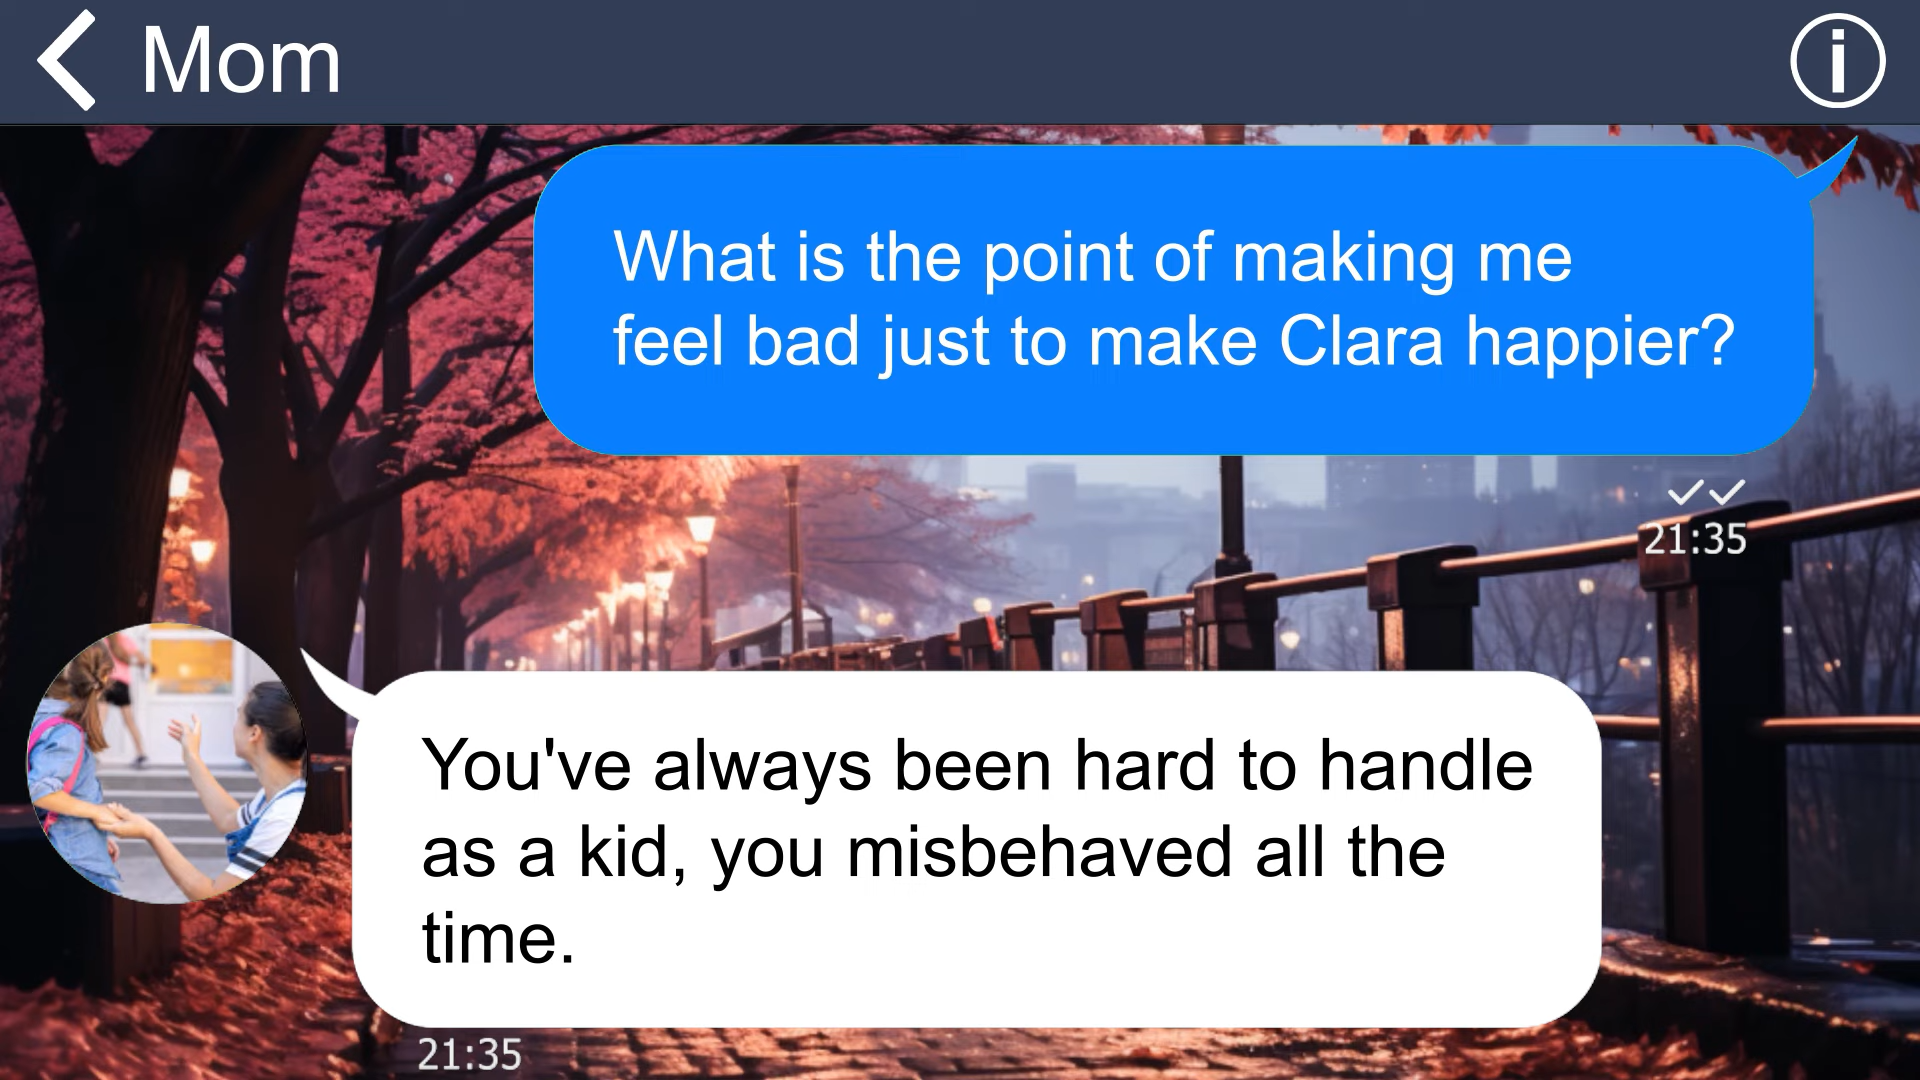 Mom
What is the point of making me
feel bad just to make Clara happier?
21:35
You've always been hard to handle
as a kid, you misbehaved all the
time.
21:35